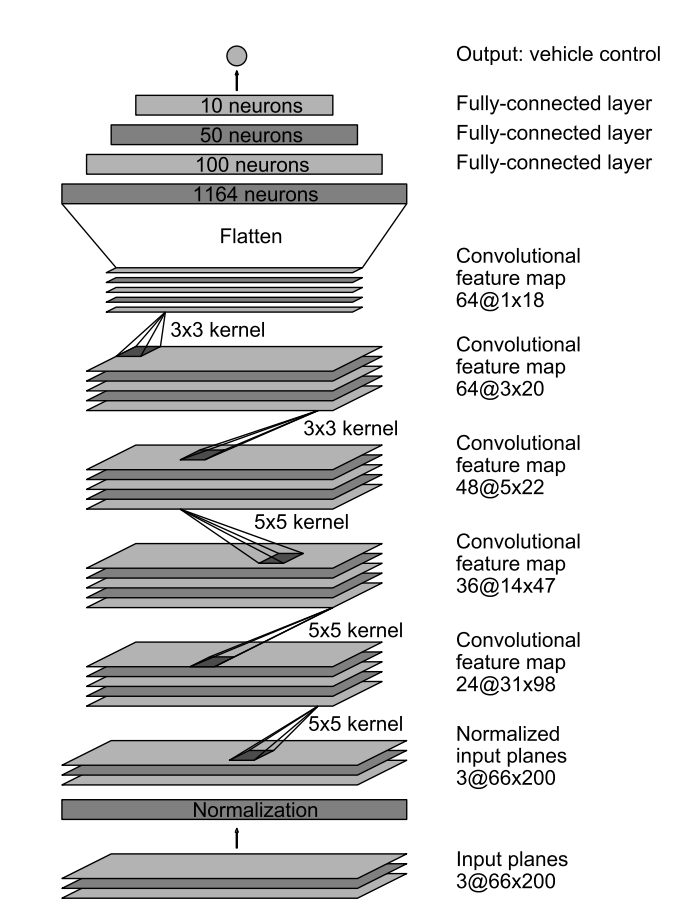 Output: vehicle control
10 neurons
Fully-connected layer
50 neurons
Fully-connected layer
100 neurons
Fully-connected layer
1164 neurons
Flatten
Convolutional
feature map
64@1x18
3x3 kernel
Convolutional
feature map
64@3x20
3x3 kernel
Convolutional
feature map
48@5x22
5x5 kernel
Convolutional
feature map
36@14x47
5x5 kernel
Convolutional
feature map
24@31x98
5x5 kernel
Normalized
input planes
3@66x200
Normalization
Input planes
3@66x200